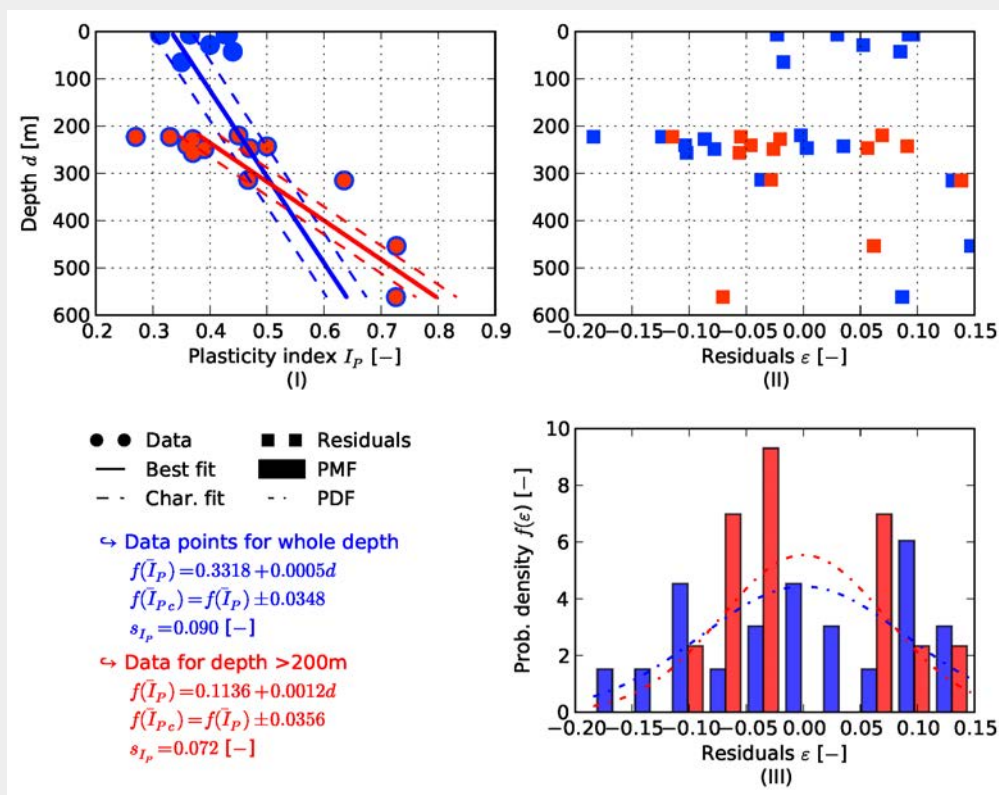 0
100
200
300
400
500
600
Depth d [m]
0.2 0.3 0.4 0.5 0.6 0.7 0.8 0.9
Plasticity index I_P [−]
(I)
0
100
200
300
400
500
600
−0.20 −0.15 −0.10 −0.05 0.00 0.05 0.10 0.15
Residuals ε [−]
(II)
Data
Residuals
Best fit
PMF
Char. fit
PDF
↪ Data points for whole depth
f(Ī_P)=0.3318+0.0005d
f(Ī_Pc)=f(Ī_P)±0.0348
s_{I_P}=0.090 [−]
↪ Data for depth >200m
f(Ī_P)=0.1136+0.0012d
f(Ī_Pc)=f(Ī_P)±0.0356
s_{I_P}=0.072 [−]
10
8
6
4
2
0
Prob. density f(ε) [−]
−0.20 −0.15 −0.10 −0.05 0.00 0.05 0.10 0.15
Residuals ε [−]
(III)